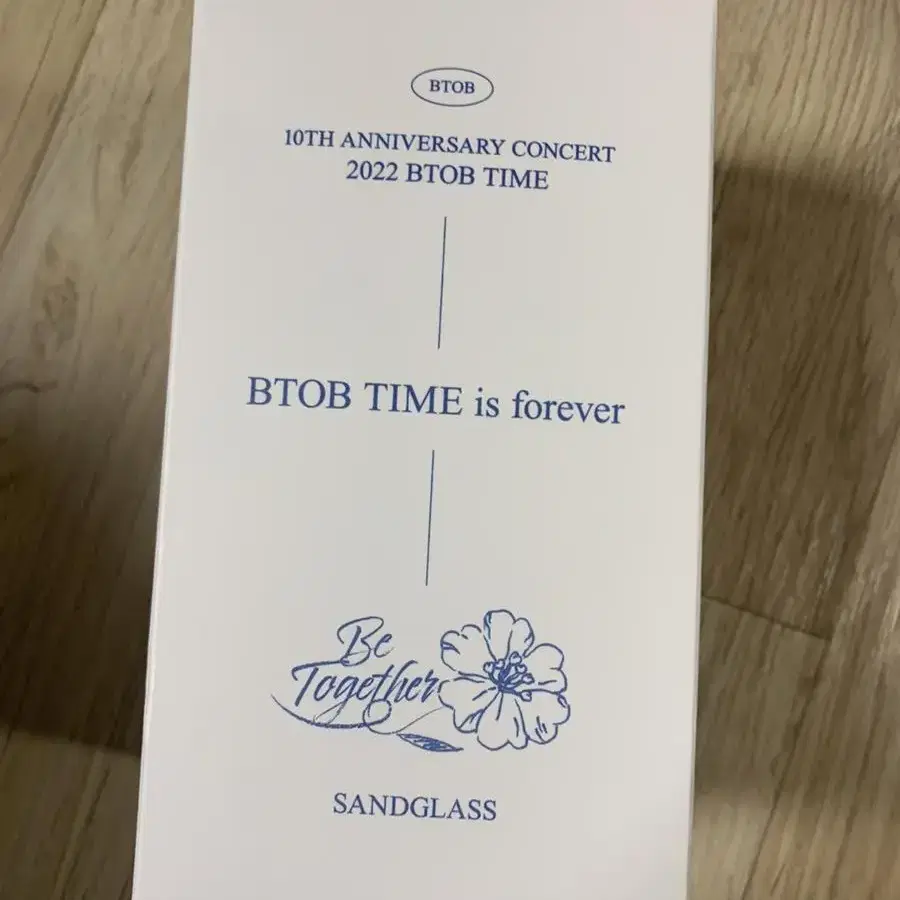 BTOB
10TH ANNIVERSARY CONCERT
2022 BTOB TIME
BTOB TIME is forever
Be
Together
SANDGLASS